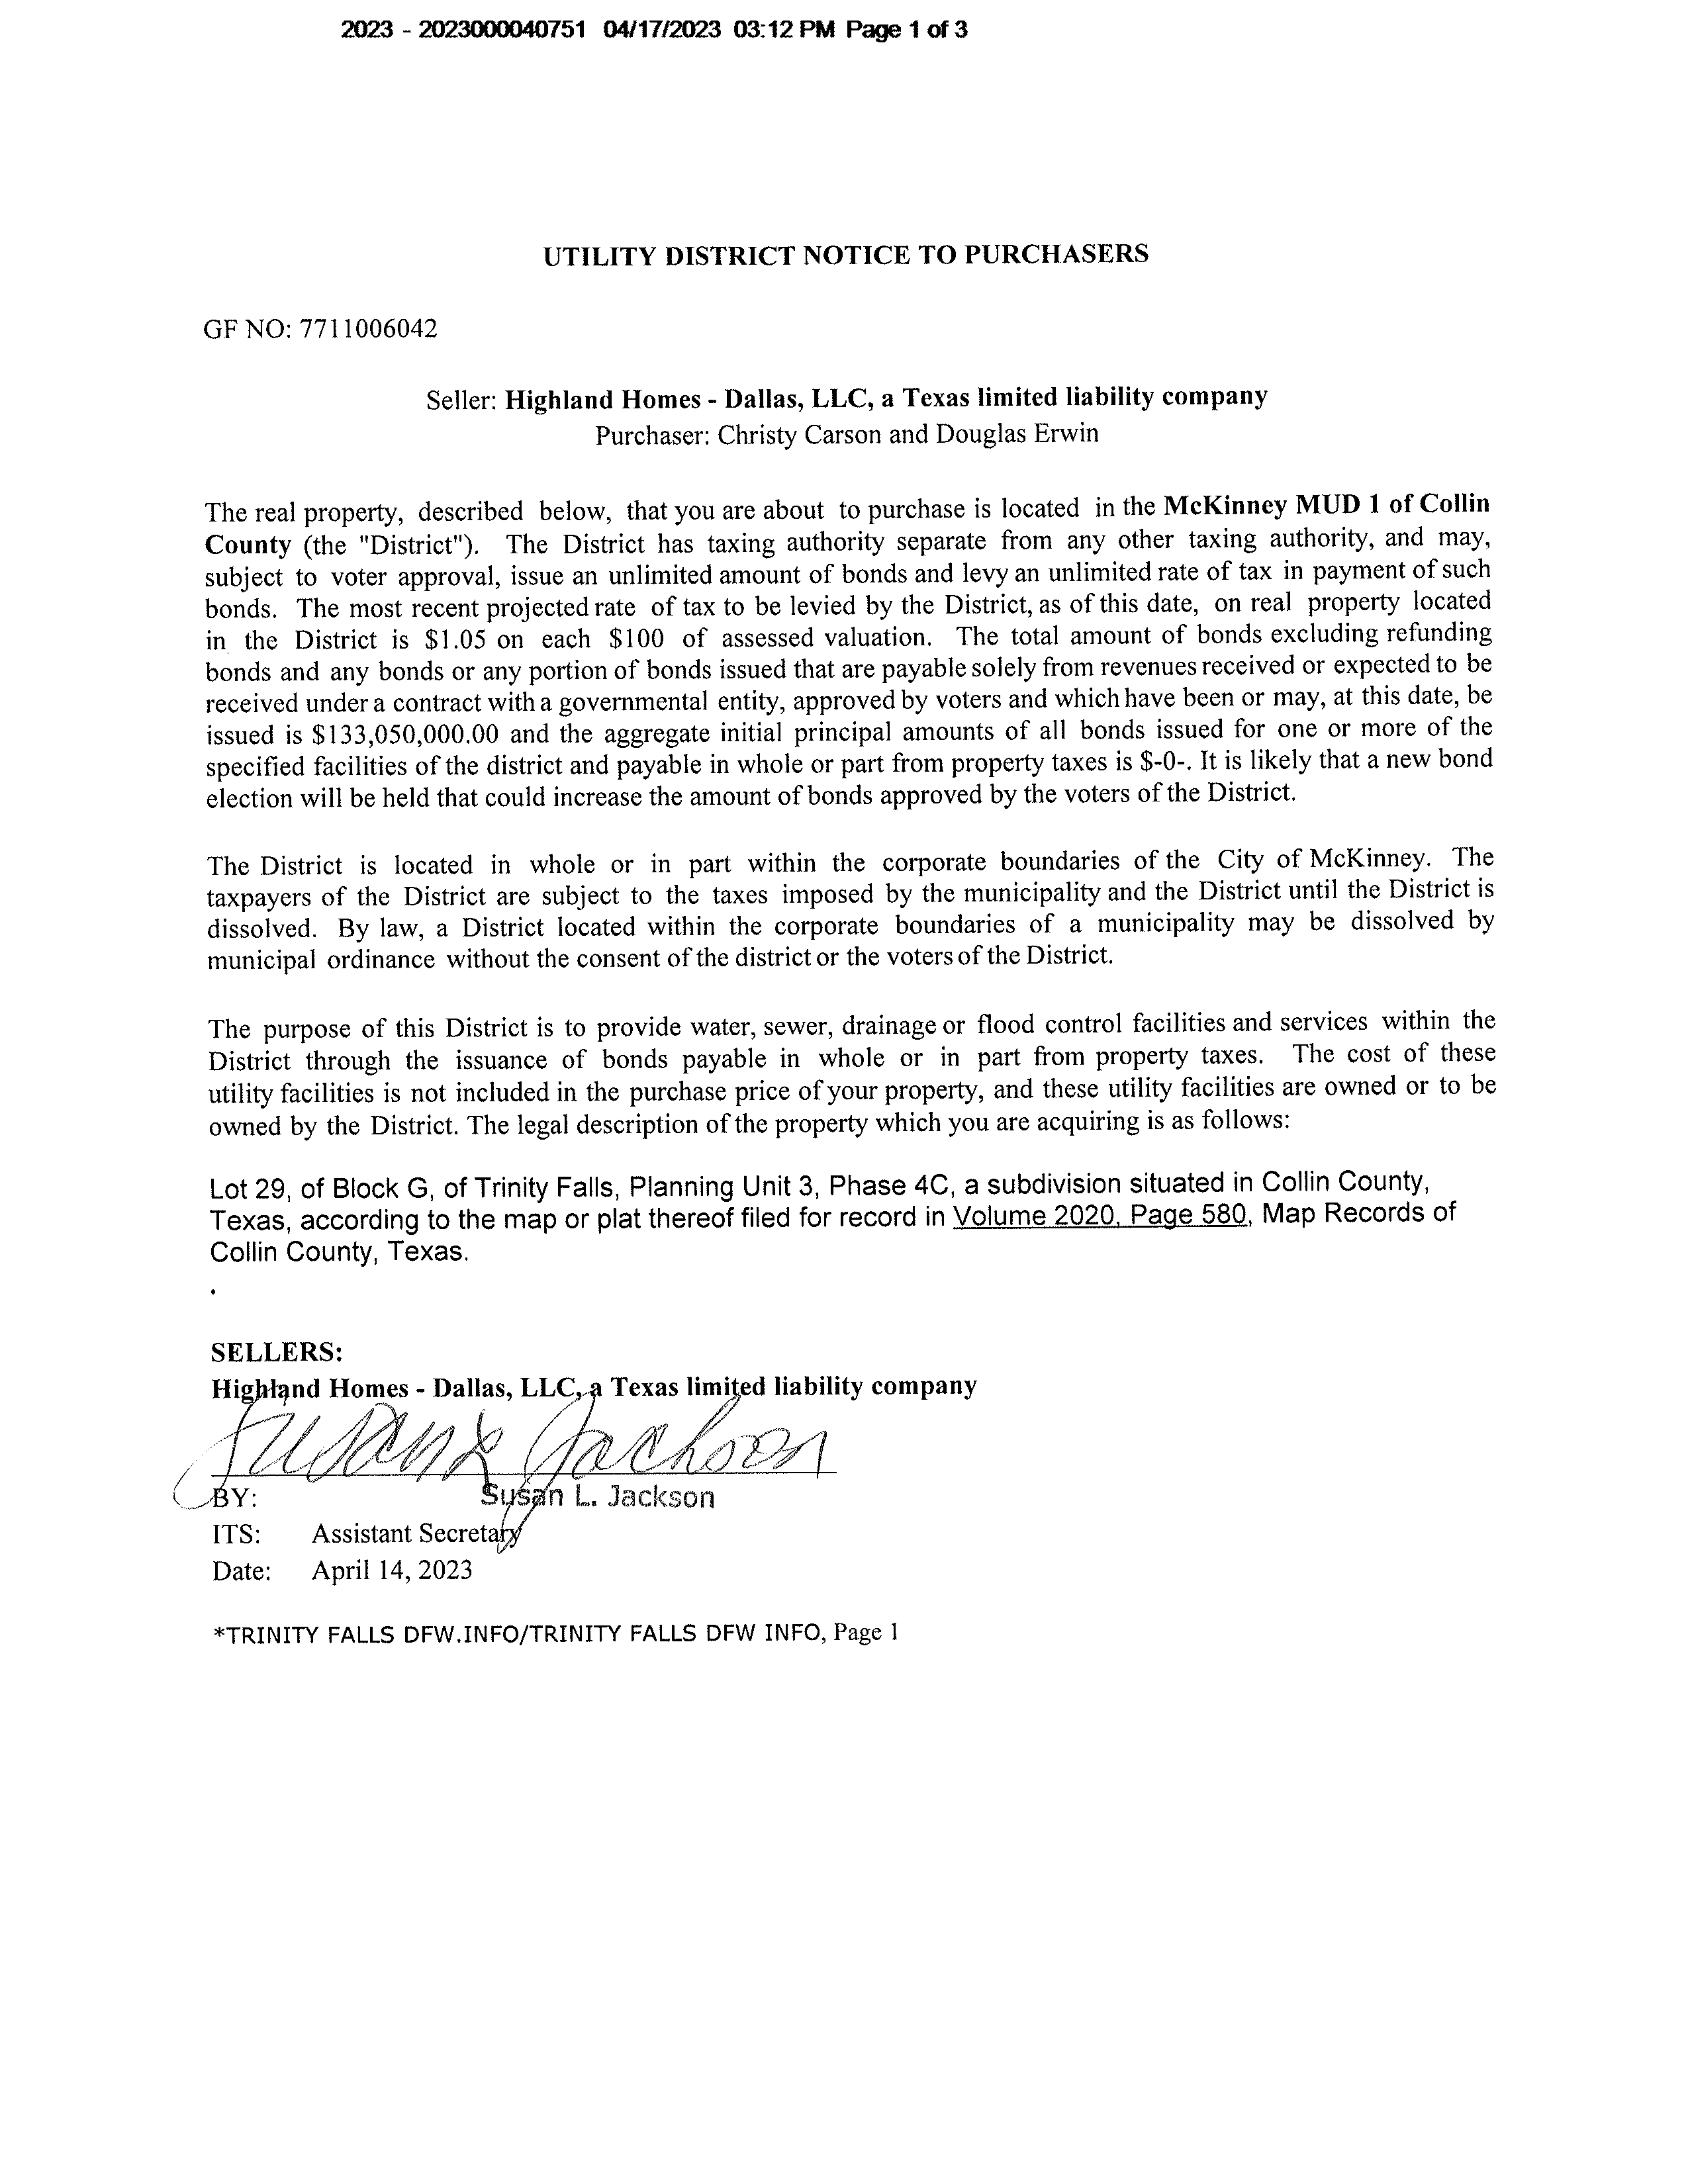 2023 - 2023000040751 04/17/2023 03:12 PM Page 1 of 3
UTILITY DISTRICT NOTICE TO PURCHASERS
GF NO: 7711006042
Seller: Highland Homes - Dallas, LLC, a Texas limited liability company
Purchaser: Christy Carson and Douglas Erwin
The real property, described below, that you are about to purchase is located in the McKinney MUD 1 of Collin
County (the "District"). The District has taxing authority separate from any other taxing authority, and may,
subject to voter approval, issue an unlimited amount of bonds and levy an unlimited rate of tax in payment of such
bonds. The most recent projected rate of tax to be levied by the District, as of this date, on real property located
in the District is $1.05 on each $100 of assessed valuation. The total amount of bonds excluding refunding
bonds and any bonds or any portion of bonds issued that are payable solely from revenues received or expected to be
received under a contract with a governmental entity, approved by voters and which have been or may, at this date, be
issued is $133,050,000.00 and the aggregate initial principal amounts of all bonds issued for one or more of the
specified facilities of the district and payable in whole or part from property taxes is $-0-. It is likely that a new bond
election will be held that could increase the amount of bonds approved by the voters of the District.
The District is located in whole or in part within the corporate boundaries of the City of McKinney. The
taxpayers of the District are subject to the taxes imposed by the municipality and the District until the District is
dissolved. By law, a District located within the corporate boundaries of a municipality may be dissolved by
municipal ordinance without the consent of the district or the voters of the District.
The purpose of this District is to provide water, sewer, drainage or flood control facilities and services within the
District through the issuance of bonds payable in whole or in part from property taxes. The cost of these
utility facilities is not included in the purchase price of your property, and these utility facilities are owned or to be
owned by the District. The legal description of the property which you are acquiring is as follows:
Lot 29, of Block G, of Trinity Falls, Planning Unit 3, Phase 4C, a subdivision situated in Collin County,
Texas, according to the map or plat thereof filed for record in Volume 2020, Page 580, Map Records of
Collin County, Texas.
.
SELLERS:
Highland Homes - Dallas, LLC, a Texas limited liability company
Susan L Jackson
BY: Susan L. Jackson
ITS: Assistant Secretary
Date: April 14, 2023
*TRINITY FALLS DFW.INFO/TRINITY FALLS DFW INFO, Page 1